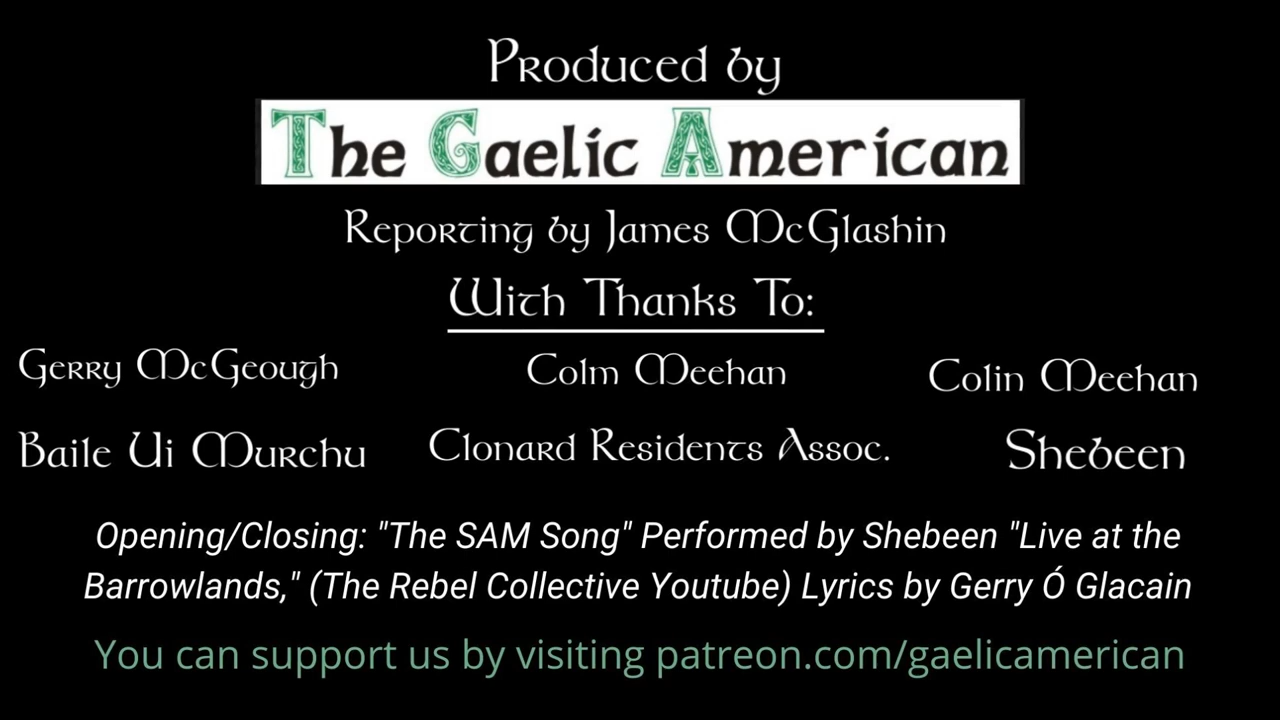 Produced by
The Gaelic American
Reporting by James McGlashin
With Thanks To:
Gerry McGeough
Colm Meehan
Colin Meehan
Baile Ui Murchu
Clonard Residents Assoc.
Shebeen
Opening/Closing: "The SAM Song" Performed by Shebeen "Live at the
Barrowlands," (The Rebel Collective Youtube) Lyrics by Gerry Ó Glacain
You can support us by visiting patreon.com/gaelicamerican